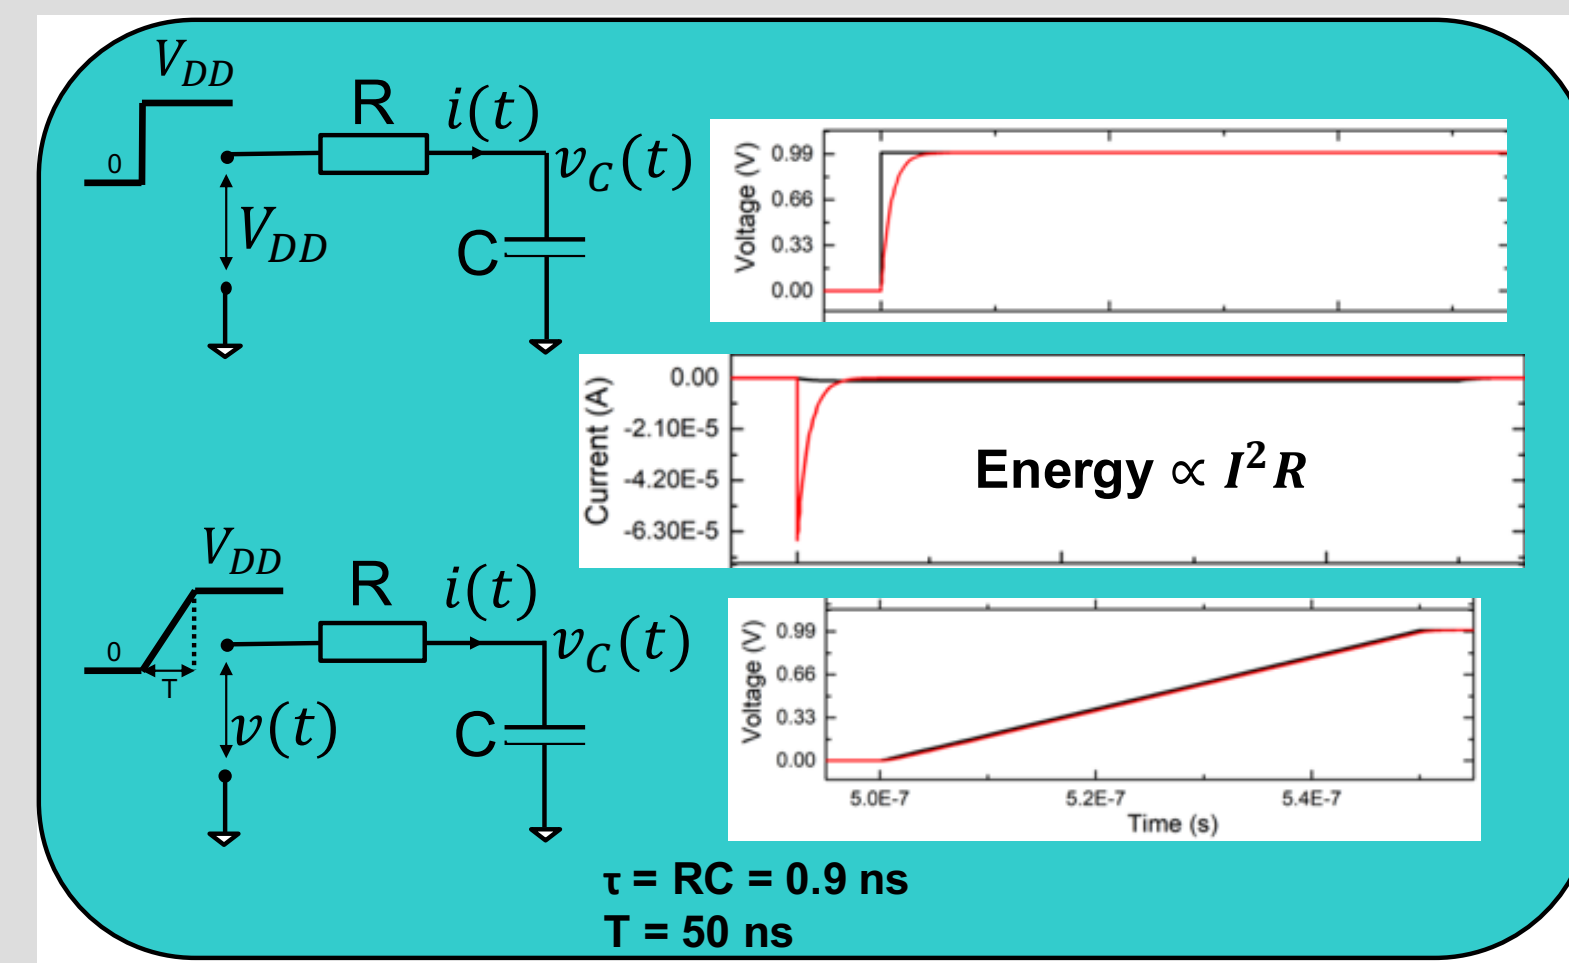 V_DD
0
R
i(t)
v_C(t)
V_DD
C
Voltage (V)
0.99
0.66
0.33
0.00
Current (A)
0.00
-2.10E-5
-4.20E-5
-6.30E-5
Energy ∝ I²R
V_DD
0
T
R
i(t)
v_C(t)
v(t)
C
Voltage (V)
0.99
0.66
0.33
0.00
5.0E-7 5.2E-7 5.4E-7
Time (s)
τ = RC = 0.9 ns
T = 50 ns